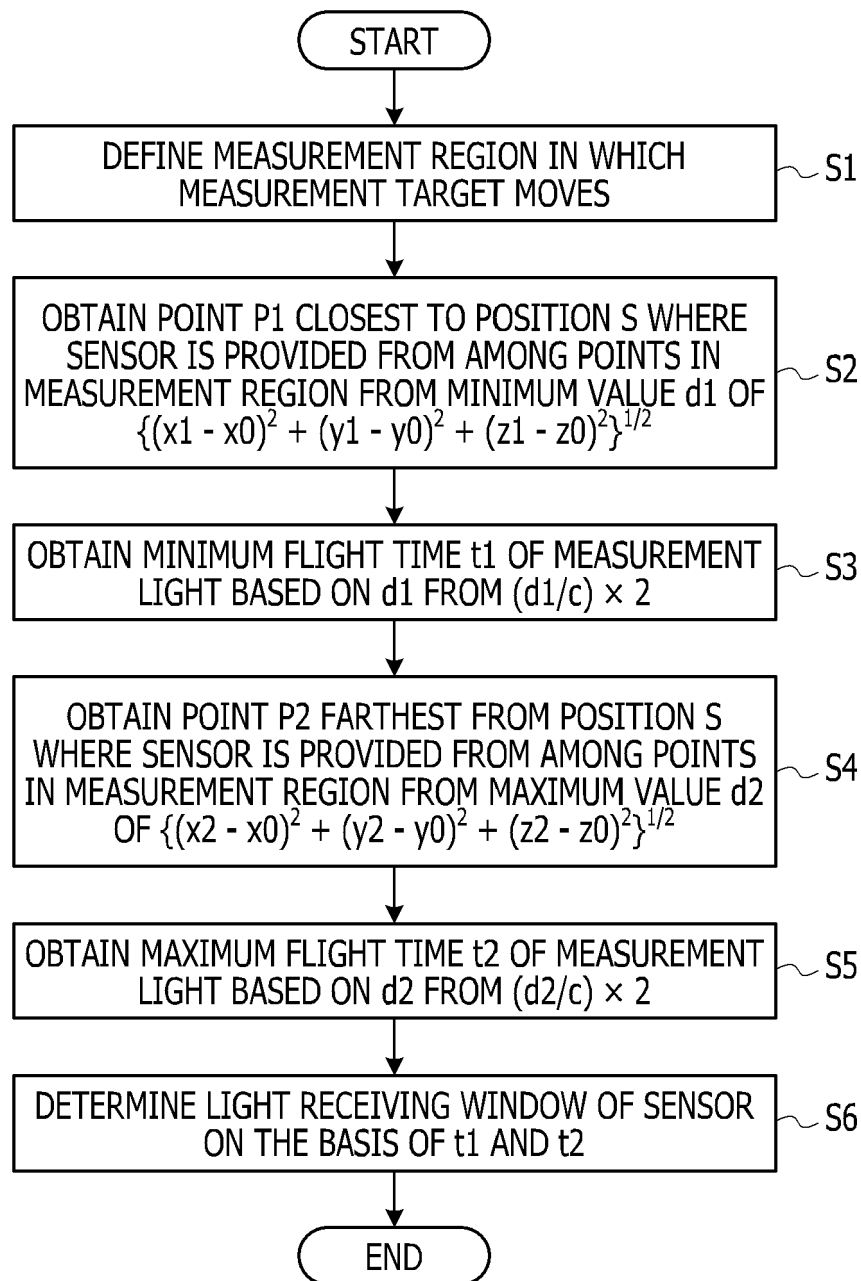 START
DEFINE MEASUREMENT REGION IN WHICH
MEASUREMENT TARGET MOVES
S1
OBTAIN POINT P1 CLOSEST TO POSITION S WHERE
SENSOR IS PROVIDED FROM AMONG POINTS IN
MEASUREMENT REGION FROM MINIMUM VALUE d1 OF
{(x1 - x0)² + (y1 - y0)² + (z1 - z0)²}^1/2
S2
OBTAIN MINIMUM FLIGHT TIME t1 OF MEASUREMENT
LIGHT BASED ON d1 FROM (d1/c) × 2
S3
OBTAIN POINT P2 FARTHEST FROM POSITION S
WHERE SENSOR IS PROVIDED FROM AMONG POINTS
IN MEASUREMENT REGION FROM MAXIMUM VALUE d2
OF {(x2 - x0)² + (y2 - y0)² + (z2 - z0)²}^1/2
S4
OBTAIN MAXIMUM FLIGHT TIME t2 OF MEASUREMENT
LIGHT BASED ON d2 FROM (d2/c) × 2
S5
DETERMINE LIGHT RECEIVING WINDOW OF SENSOR
ON THE BASIS OF t1 AND t2
S6
END